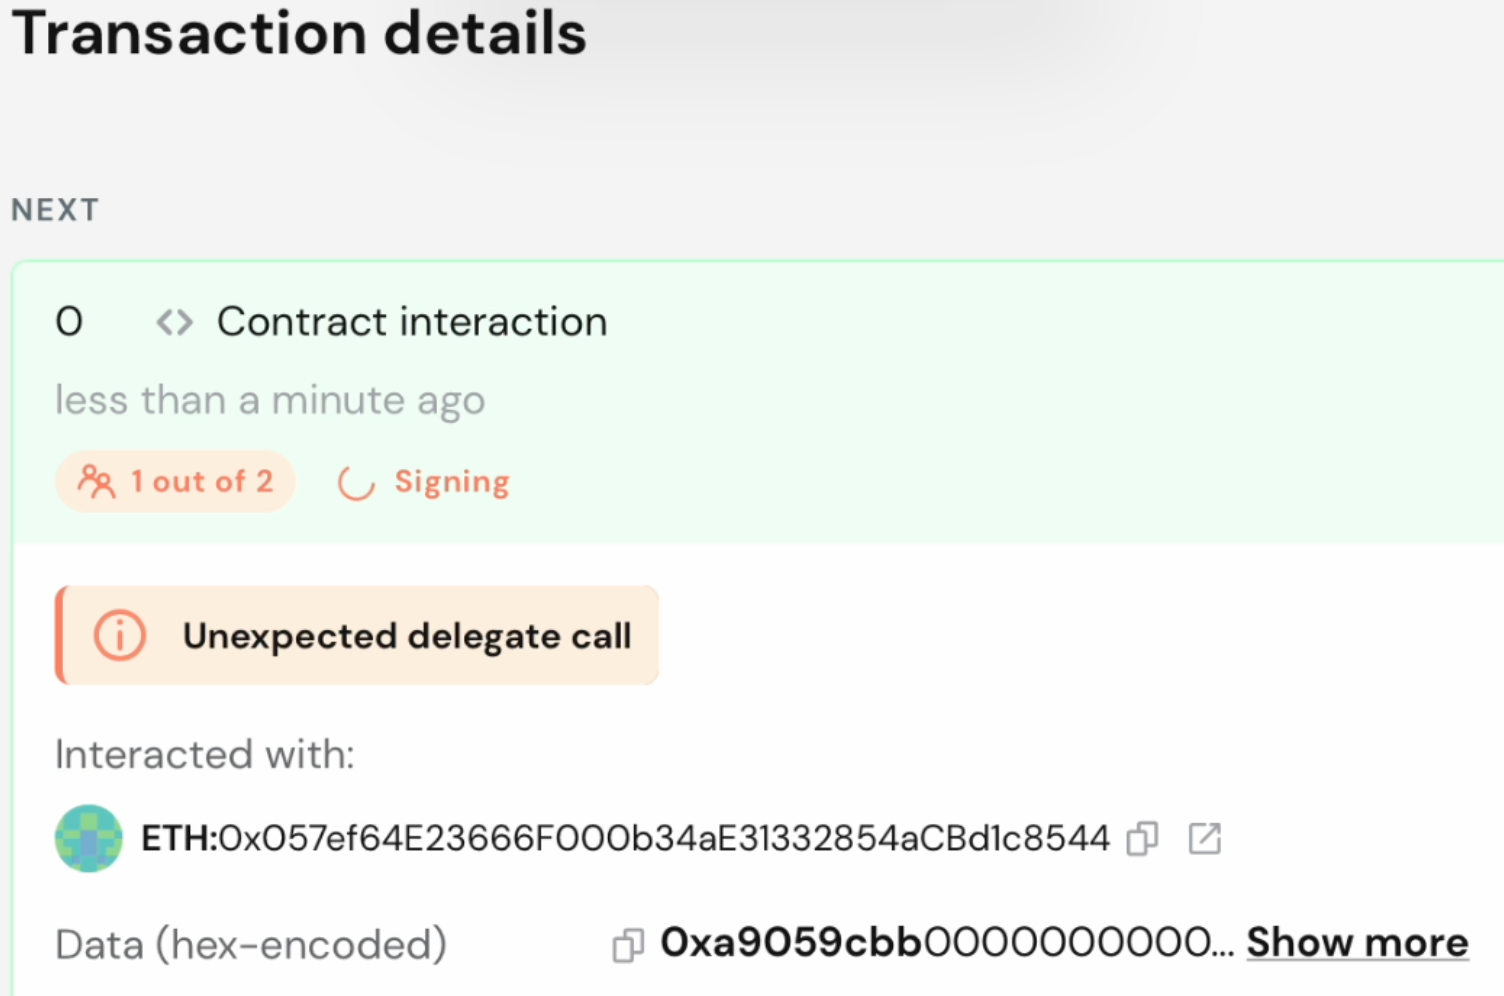 Transaction details
NEXT
0 <> Contract interaction
less than a minute ago
1 out of 2 Signing
Unexpected delegate call
Interacted with:
ETH:0x057ef64E23666F000b34aE31332854aCBd1c8544
Data (hex-encoded) 0xa9059cbb0000000000... Show more